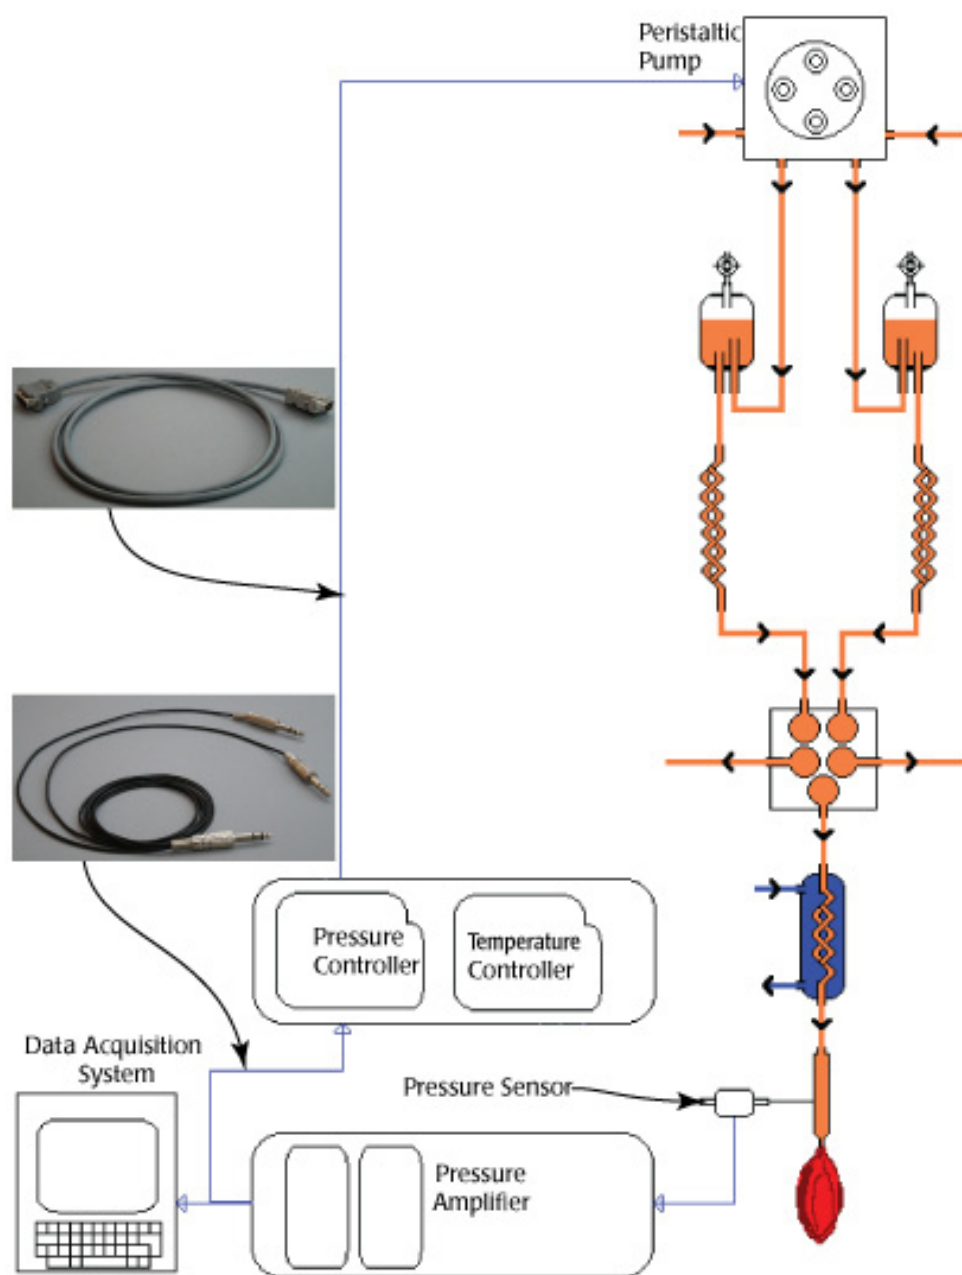 Peristaltic
Pump
Pressure
Controller
Temperature
Controller
Data Acquisition
System
Pressure Sensor
Pressure
Amplifier